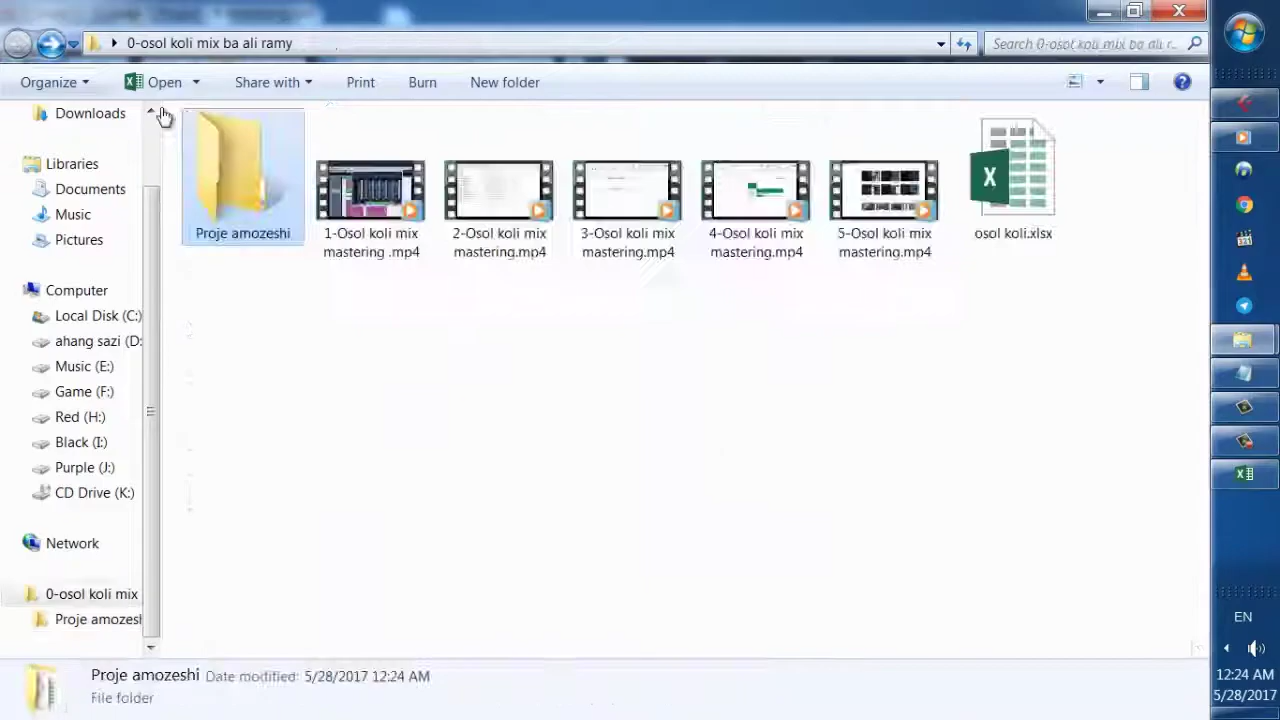 0-osol koli mix ba ali ramy
Search 0-osol koli mix ba ali r...
Organize
Open
Share with
Print
Burn
New folder
Downloads
Libraries
Documents
Music
Pictures
Computer
Local Disk (C:)
ahang sazi (D:
Music (E:)
Game (F:)
Red (H:)
Black (I:)
Purple (J:)
CD Drive (K:)
Network
0-osol koli mix
Proje amozesh
Proje amozeshi
1-Osol koli mix
mastering .mp4
2-Osol koli mix
mastering.mp4
3-Osol koli mix
mastering.mp4
4-Osol koli mix
mastering.mp4
5-Osol koli mix
mastering.mp4
osol koli.xlsx
Proje amozeshi Date modified: 5/28/2017 12:24 AM
File folder
EN
12:24 AM
5/28/2017